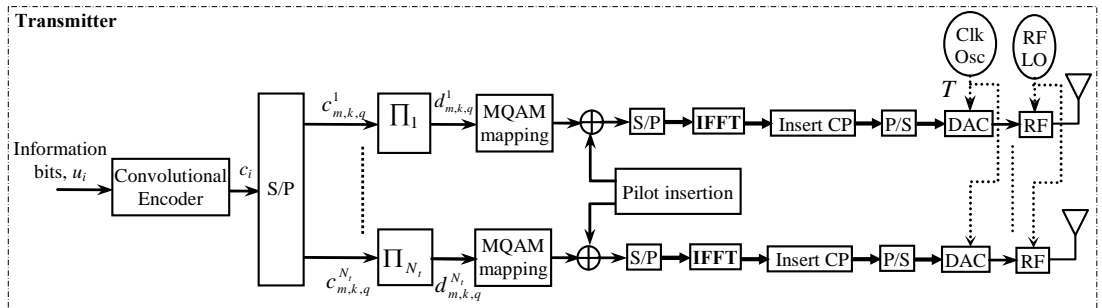 Transmitter
Clk
Osc
RF
LO
c^1_{m,k,q}
Π_1
d^1_{m,k,q}
MQAM
mapping
S/P
IFFT
Insert CP
P/S
T
DAC
RF
Information
bits, u_i
Convolutional
Encoder
c_i
S/P
Pilot insertion
c^{N_t}_{m,k,q}
Π_{N_t}
d^{N_t}_{m,k,q}
MQAM
mapping
S/P
IFFT
Insert CP
P/S
DAC
RF